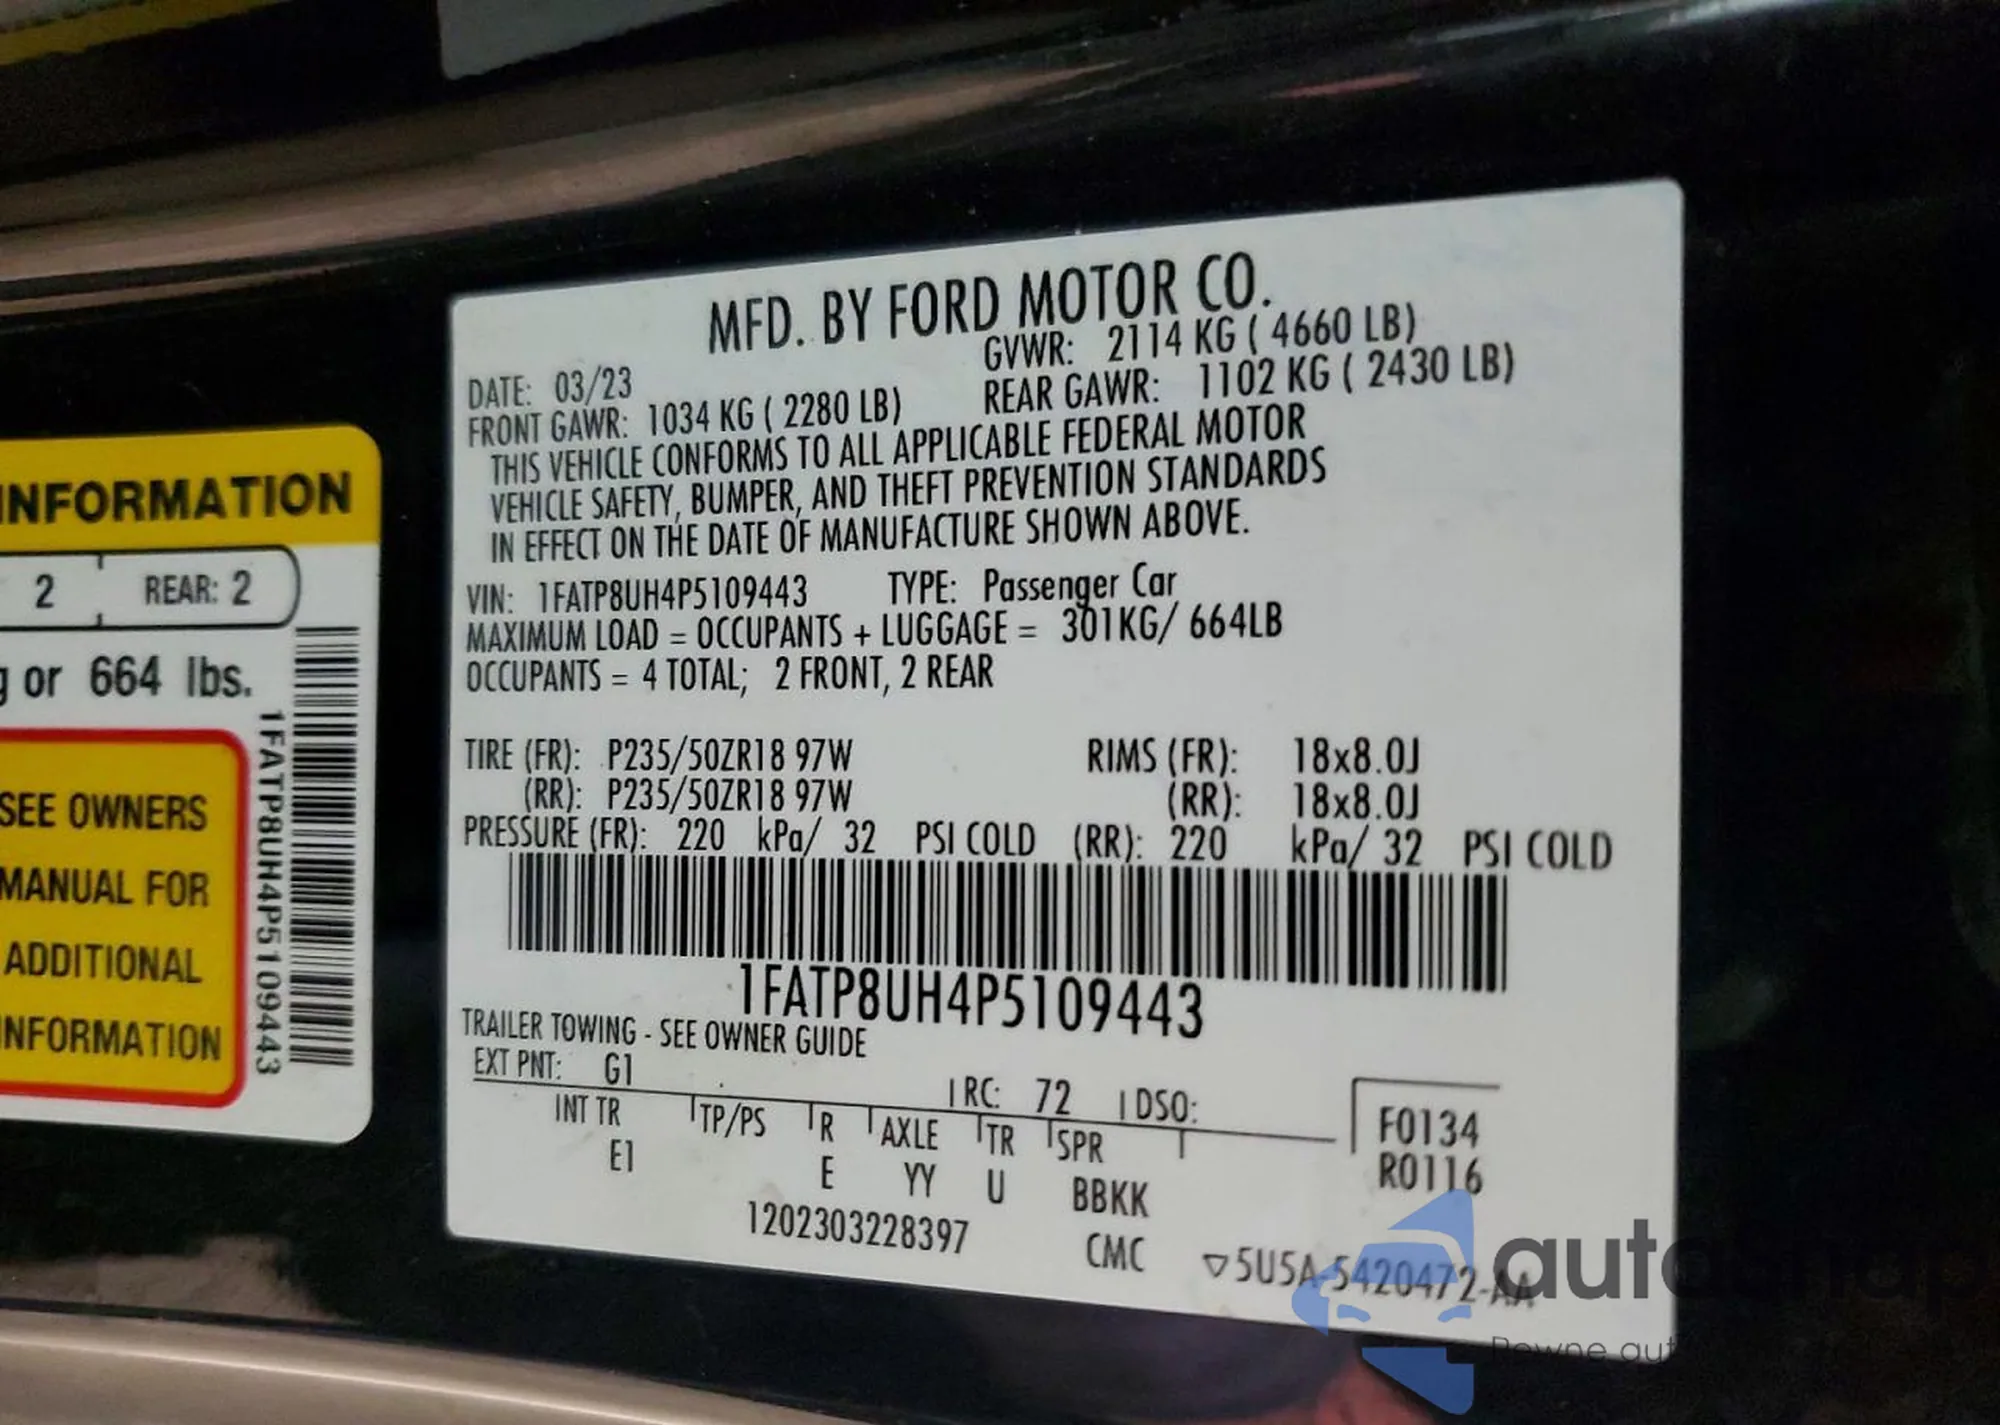 MFD. BY FORD MOTOR CO.
DATE: 03/23 GVWR: 2114 KG ( 4660 LB)
FRONT GAWR: 1034 KG ( 2280 LB) REAR GAWR: 1102 KG ( 2430 LB)
THIS VEHICLE CONFORMS TO ALL APPLICABLE FEDERAL MOTOR
VEHICLE SAFETY, BUMPER, AND THEFT PREVENTION STANDARDS
IN EFFECT ON THE DATE OF MANUFACTURE SHOWN ABOVE.
VIN: 1FATP8UH4P5109443 TYPE: Passenger Car
MAXIMUM LOAD = OCCUPANTS + LUGGAGE = 301KG/ 664LB
OCCUPANTS = 4 TOTAL; 2 FRONT, 2 REAR
TIRE (FR): P235/50ZR18 97W RIMS (FR): 18x8.0J
(RR): P235/50ZR18 97W (RR): 18x8.0J
PRESSURE (FR): 220 kPa/ 32 PSI COLD (RR): 220 kPa/ 32 PSI COLD
1FATP8UH4P5109443
TRAILER TOWING - SEE OWNER GUIDE
EXT PNT: G1 RC: 72 DSO:
INT TR TP/PS R AXLE TR SPR
E1 E YY U BBKK
F0134
R0116
1202303228397 CMC 5U5A-5420472-AA
INFORMATION
2 REAR: 2
g or 664 lbs.
SEE OWNERS
MANUAL FOR
ADDITIONAL
INFORMATION
1FATP8UH4P5109443